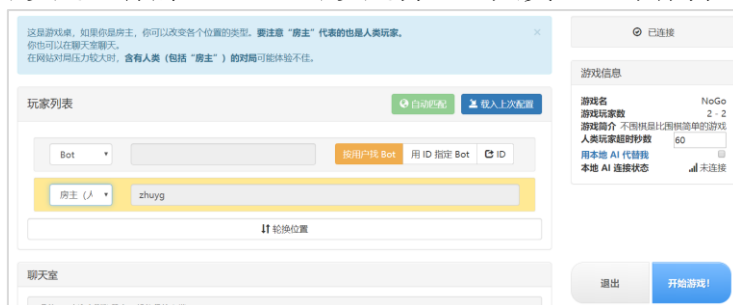 这是游戏桌，如果你是房主，你可以改变各个位置的类型。要注意“房主”代表的也是人类玩家。
你也可以在聊天室聊天。
在网站对局压力较大时，含有人类（包括“房主”）的对局可能体验不佳。
×
玩家列表
自动匹配
载入上次配置
Bot
按用户找 Bot
用 ID 指定 Bot
ID
房主（人
zhuyg
轮换位置
聊天室
已连接
游戏信息
游戏名 NoGo
游戏玩家数 2 - 2
游戏简介 不围棋是比围棋简单的游戏
人类玩家超时秒数 60
用本地 AI 代替我
本地 AI 连接状态 未连接
退出
开始游戏！